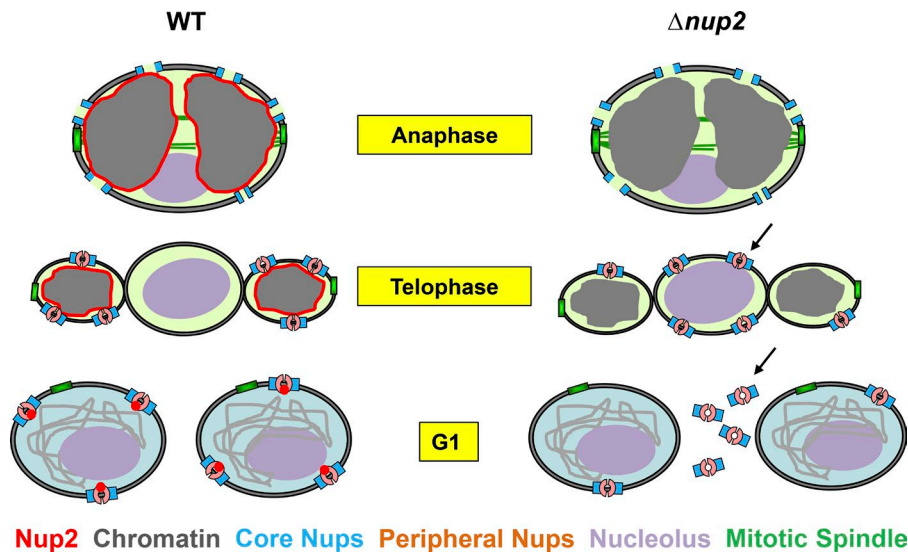 WT
Δnup2
Anaphase
Telophase
G1
Nup2 Chromatin Core Nups Peripheral Nups Nucleolus Mitotic Spindle